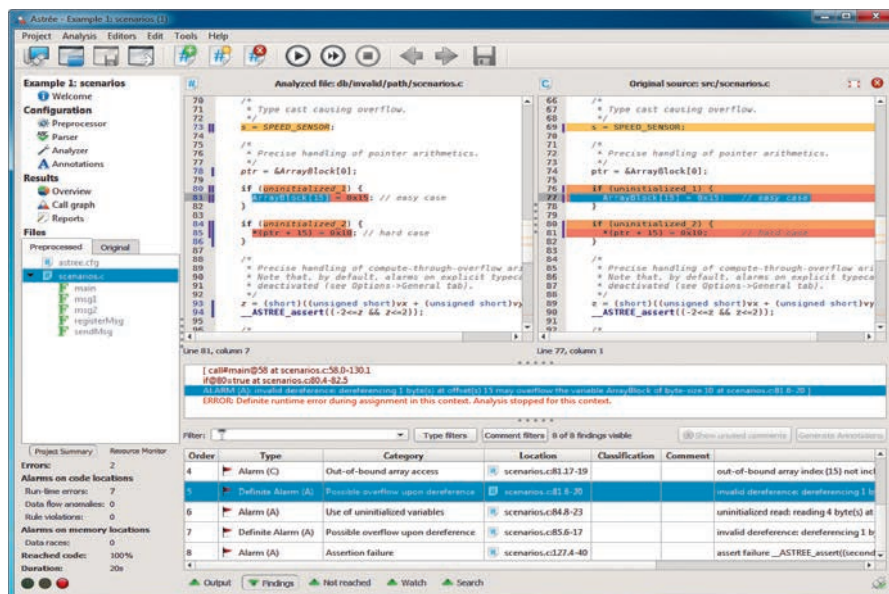 Astrée - Example 1: scenarios (1)
Project Analysis Editors Edit Tools Help
Example 1: scenarios
Welcome
Configuration
Preprocessor
Parser
Analyzer
Annotations
Results
Overview
Call graph
Reports
Files
Preprocessed Original
astree.cfg
scenarios.c
main
msg1
msg2
registerMsg
sendMsg
Analyzed file: db/invalid/path/scenarios.c
70 /*
71 * Type cast causing overflow.
72 */
73 s = SPEED_SENSOR;
74
75 /*
76 * Precise handling of pointer arithmetics.
77 */
78 ptr = &ArrayBlock[0];
79
80 if (uninitialized_1) {
81 ArrayBlock[15] = 0x15; // easy case
82 }
83
84 if (uninitialized_2) {
85 *(ptr + 15) = 0x10; // hard case
86 }
87
88 /*
89 * Precise handling of compute-through-overflow ari
90 * Note that, by default, alarms on explicit typeca
91 * deactivated (see Options->General tab).
92 */
93 z = (short)((unsigned short)vx + (unsigned short)vy
94 __ASTREE_assert((-2<=z && z<=2));
95
96 /*
Line 81, column 7
Original source: src/scenarios.c
66 /*
67 * Type cast causing overflow.
68 */
69 s = SPEED_SENSOR;
70
71 /*
72 * Precise handling of pointer arithmetics.
73 */
74 ptr = &ArrayBlock[0];
75
76 if (uninitialized_1) {
77 ArrayBlock[15] = 0x15; // easy case
78 }
79
80 if (uninitialized_2) {
81 *(ptr + 15) = 0x10; // hard case
82 }
83
84 /*
85 * Precise handling of compute-through-overflow ari
86 * Note that, by default, alarms on explicit typeca
87 * deactivated (see Options->General tab).
88 */
89 z = (short)((unsigned short)vx + (unsigned short)vy
90 __ASTREE_assert((-2<=z && z<=2));
91
92 /*
Line 77, column 1
[ call#main@58 at scenarios.c:58.0-130.1
if@80=true at scenarios.c:80.4-82.5
ALARM (A): invalid dereference: dereferencing 1 byte(s) at offset(s) 15 may overflow the variable ArrayBlock of byte-size 10 at scenarios.c:81.8-20 ]
ERROR: Definite runtime error during assignment in this context. Analysis stopped for this context.
Filter: Type filters Comment filters 8 of 8 findings visible Show unused comments Generate Annotations
Order Type Category Location Classification Comment
4 Alarm (C) Out-of-bound array access scenarios.c:81.17-19 out-of-bound array index (15) not incl
5 Definite Alarm (A) Possible overflow upon dereference scenarios.c:81.8-20 invalid dereference: dereferencing 1 b
6 Alarm (A) Use of uninitialized variables scenarios.c:84.8-23 uninitialized read: reading 4 byte(s) at
7 Definite Alarm (A) Possible overflow upon dereference scenarios.c:85.6-17 invalid dereference: dereferencing 1 b
8 Alarm (A) Assertion failure scenarios.c:127.4-40 assert failure __ASTREE_assert((second
Project Summary Resource Monitor
Errors: 2
Alarms on code locations
Run-time errors: 7
Data flow anomalies: 0
Rule violations: 0
Alarms on memory locations
Data races: 0
Reached code: 100%
Duration: 20s
Output Findings Not reached Watch Search